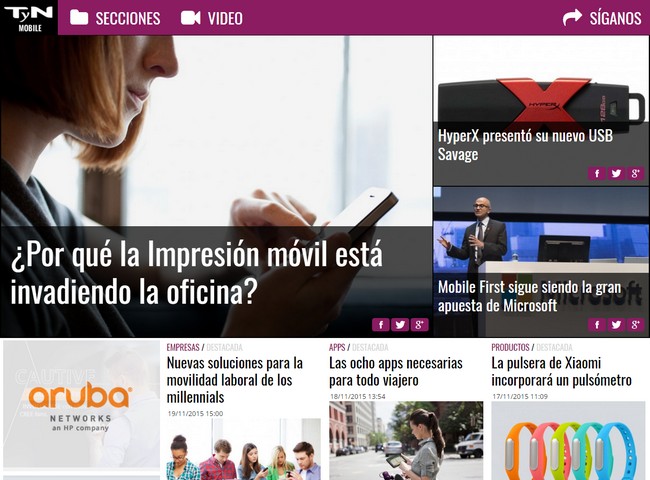 TyN
MOBILE
SECCIONES
VIDEO
SÍGANOS
HYPERX
128GB
HyperX presentó su nuevo USB
Savage
¿Por qué la Impresión móvil está
invadiendo la oficina?
Microsoft
Mobile First sigue siendo la gran
apuesta de Microsoft
aruba
NETWORKS
an HP company
EMPRESAS / DESTACADA
Nuevas soluciones para la
movilidad laboral de los
millennials
19/11/2015 15:00
APPS / DESTACADA
Las ocho apps necesarias
para todo viajero
18/11/2015 13:54
PRODUCTOS / DESTACADA
La pulsera de Xiaomi
incorporará un pulsómetro
17/11/2015 11:09